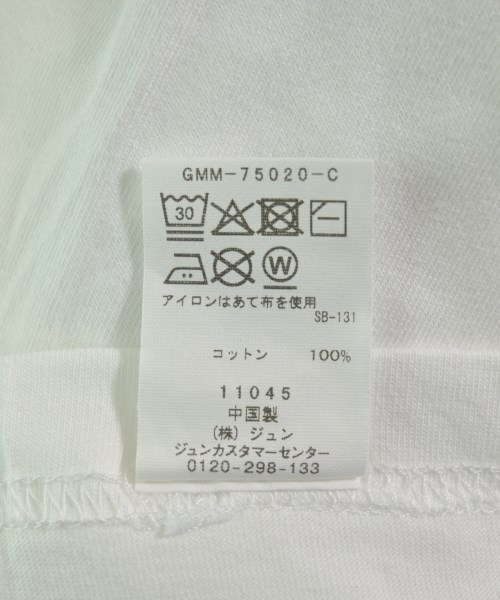 GMM-75020-C
30
W
アイロンはあて布を使用
SB-131
コットン 100%
11045
中国製
(株) ジュン
ジュンカスタマーセンター
0120-298-133